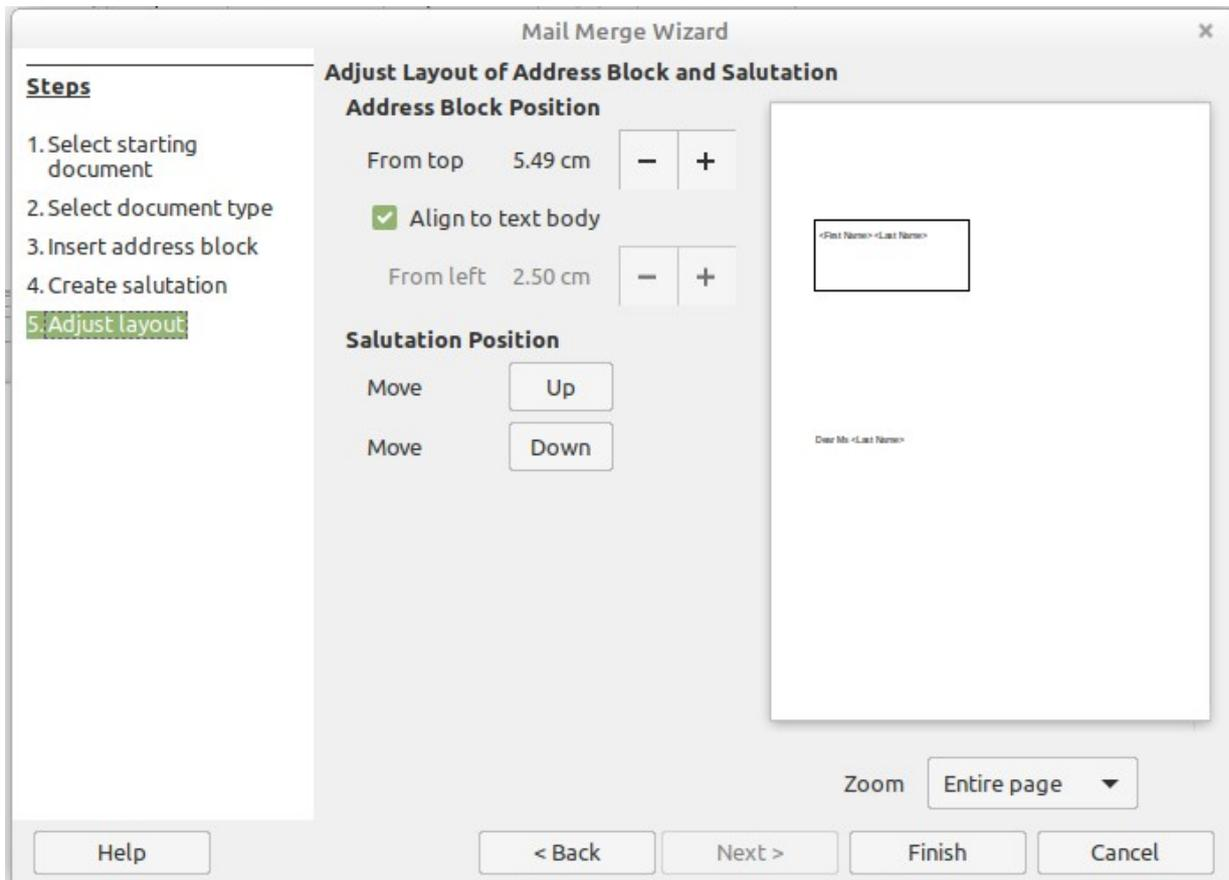 Mail Merge Wizard
Steps
1. Select starting
document
2. Select document type
3. Insert address block
4. Create salutation
5. Adjust layout
Adjust Layout of Address Block and Salutation
Address Block Position
From top 5.49 cm − +
Align to text body
From left 2.50 cm − +
Salutation Position
Move Up
Move Down
<First Name> <Last Name>
Dear Ms <Last Name>
Zoom Entire page
Help < Back Next > Finish Cancel